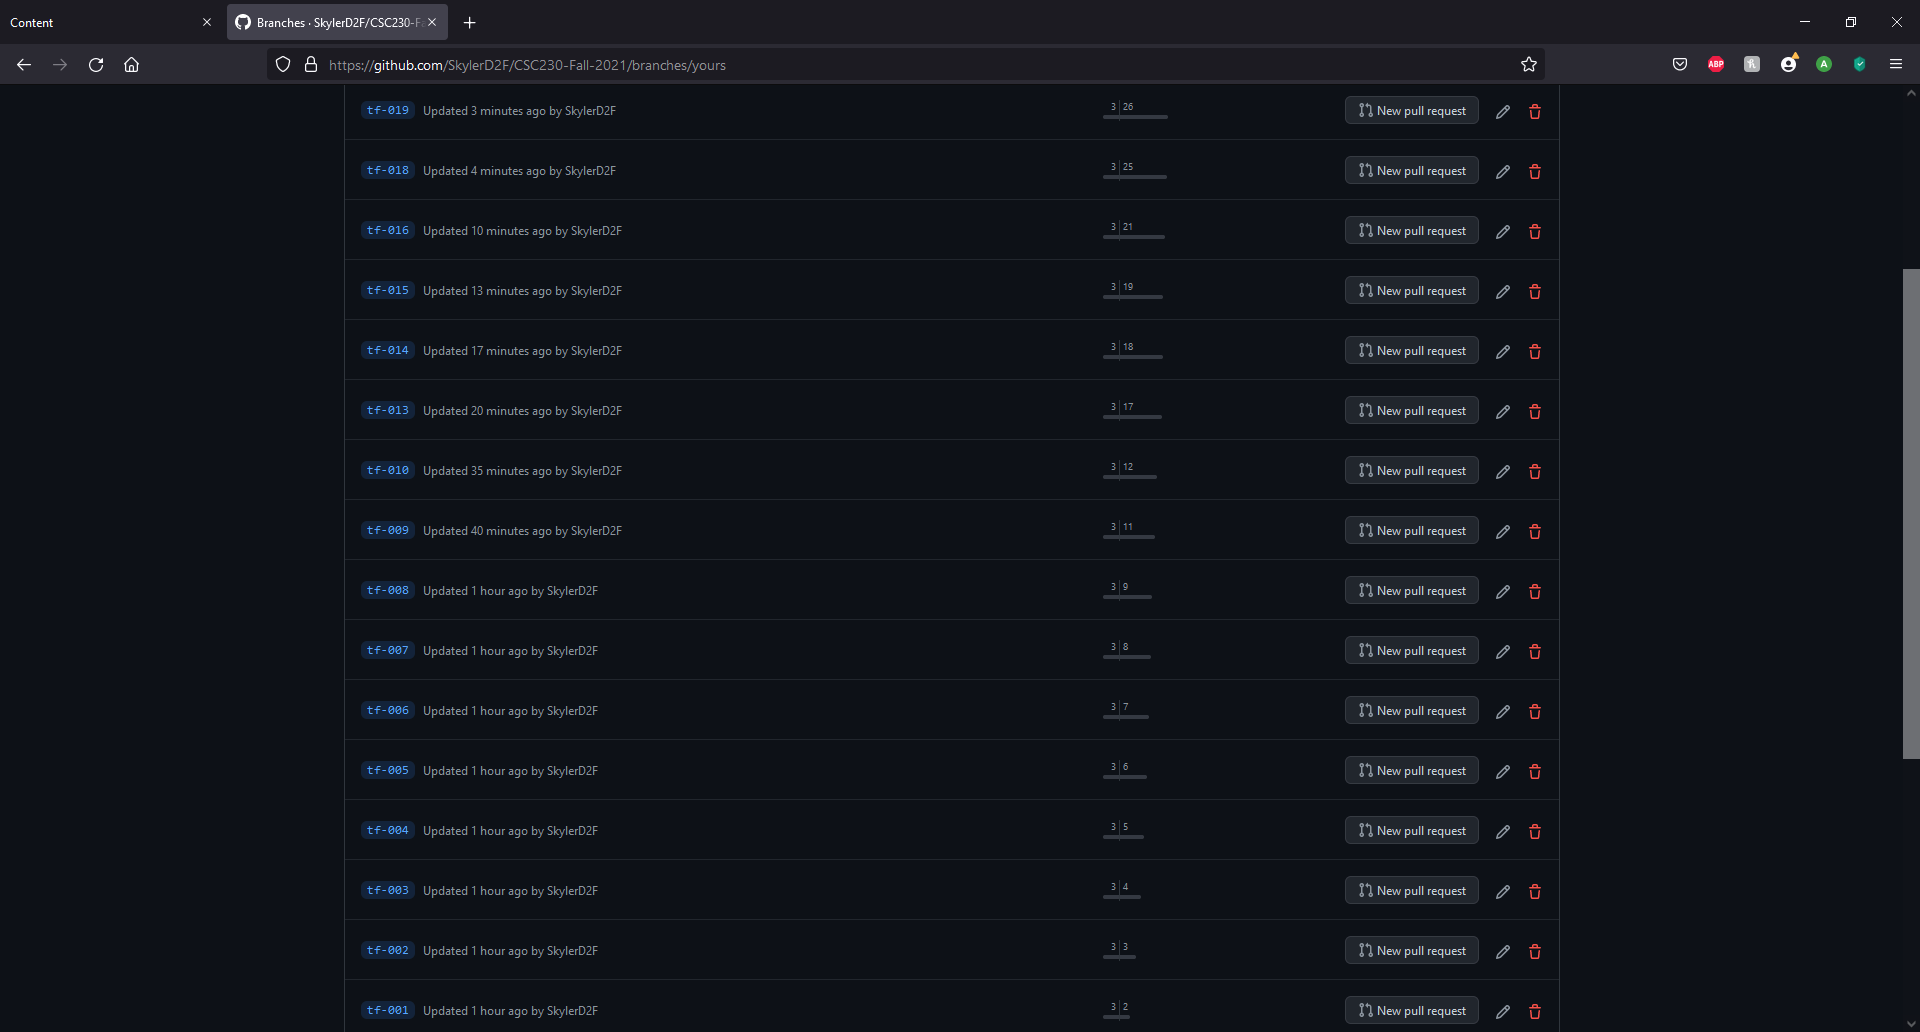 Content
Branches · SkylerD2F/CSC230-Fa
https://github.com/SkylerD2F/CSC230-Fall-2021/branches/yours
ABP
A
tf-019 Updated 3 minutes ago by SkylerD2F 3 26 New pull request
tf-018 Updated 4 minutes ago by SkylerD2F 3 25 New pull request
tf-016 Updated 10 minutes ago by SkylerD2F 3 21 New pull request
tf-015 Updated 13 minutes ago by SkylerD2F 3 19 New pull request
tf-014 Updated 17 minutes ago by SkylerD2F 3 18 New pull request
tf-013 Updated 20 minutes ago by SkylerD2F 3 17 New pull request
tf-010 Updated 35 minutes ago by SkylerD2F 3 12 New pull request
tf-009 Updated 40 minutes ago by SkylerD2F 3 11 New pull request
tf-008 Updated 1 hour ago by SkylerD2F 3 9 New pull request
tf-007 Updated 1 hour ago by SkylerD2F 3 8 New pull request
tf-006 Updated 1 hour ago by SkylerD2F 3 7 New pull request
tf-005 Updated 1 hour ago by SkylerD2F 3 6 New pull request
tf-004 Updated 1 hour ago by SkylerD2F 3 5 New pull request
tf-003 Updated 1 hour ago by SkylerD2F 3 4 New pull request
tf-002 Updated 1 hour ago by SkylerD2F 3 3 New pull request
tf-001 Updated 1 hour ago by SkylerD2F 3 2 New pull request